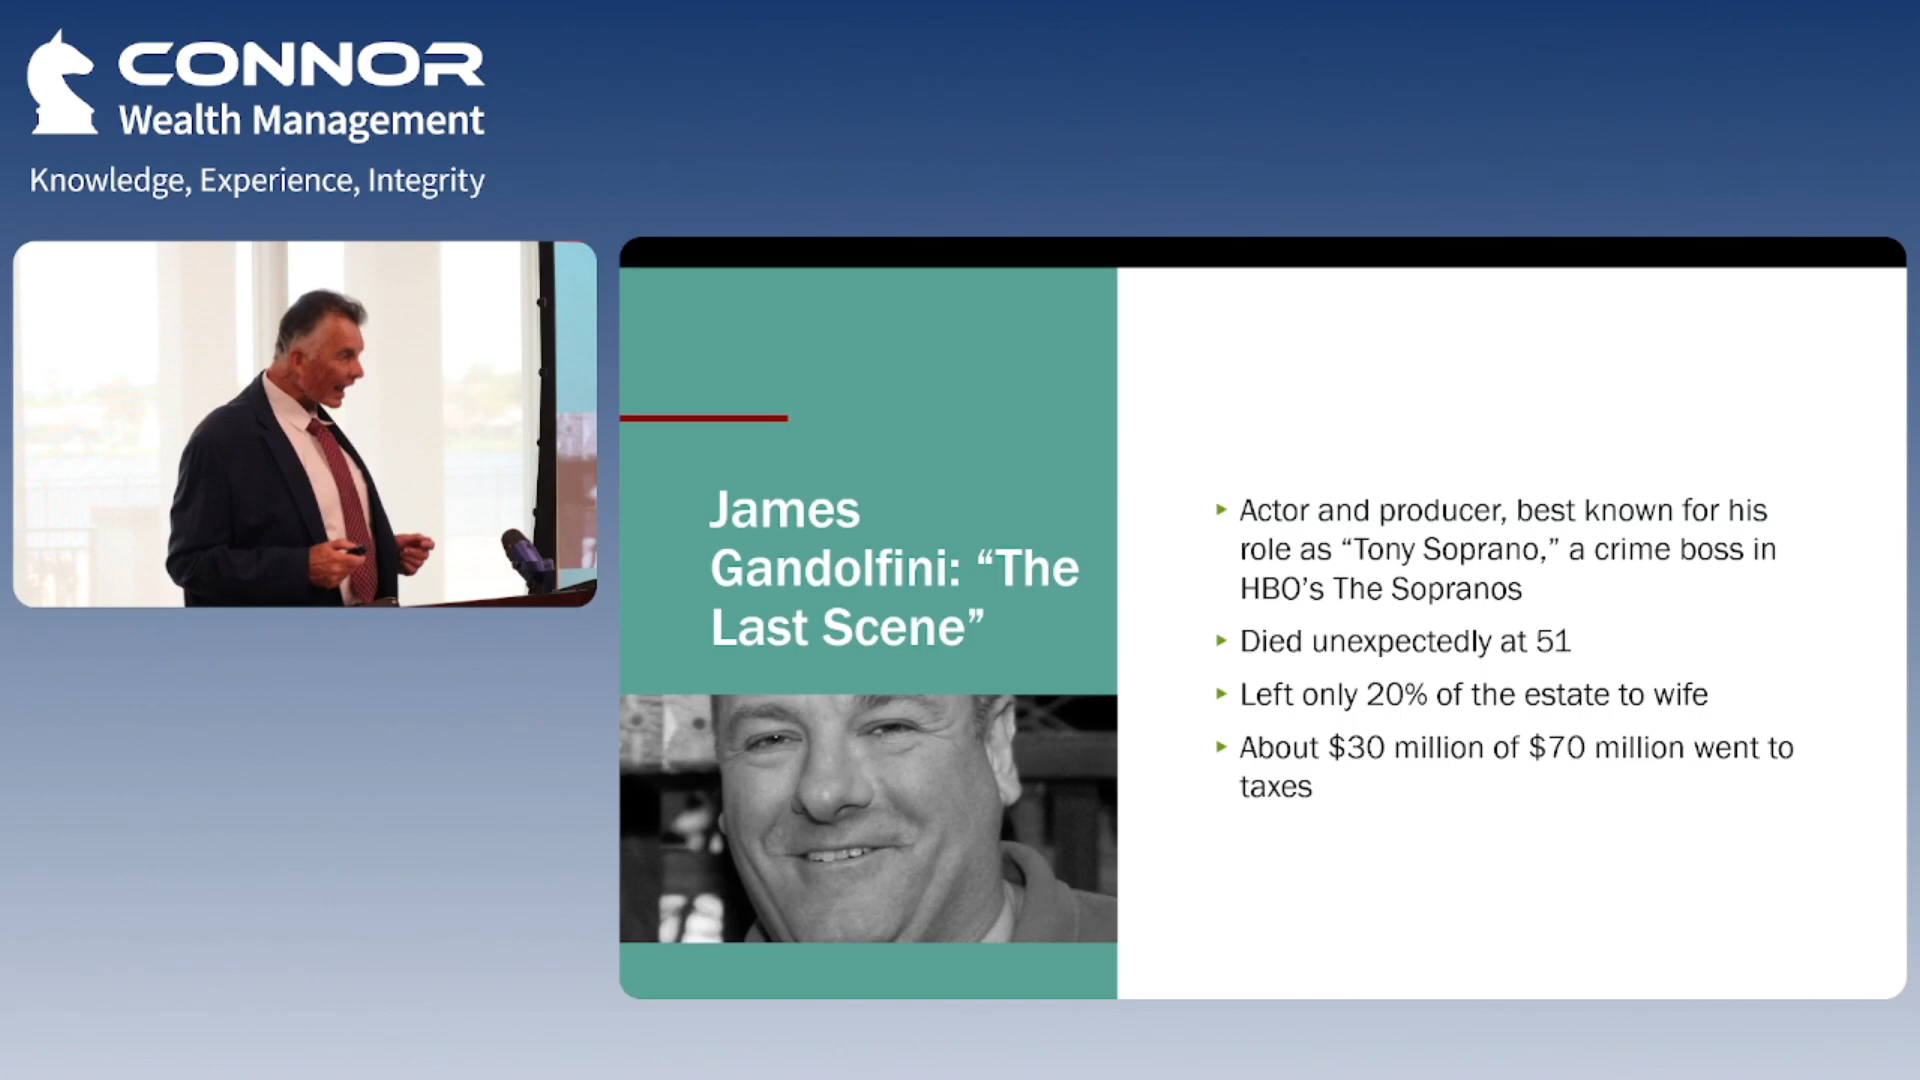 CONNOR
Wealth Management
Knowledge, Experience, Integrity
James
Gandolfini: “The
Last Scene”
▸ Actor and producer, best known for his
role as “Tony Soprano,” a crime boss in
HBO’s The Sopranos
▸ Died unexpectedly at 51
▸ Left only 20% of the estate to wife
▸ About $30 million of $70 million went to
taxes